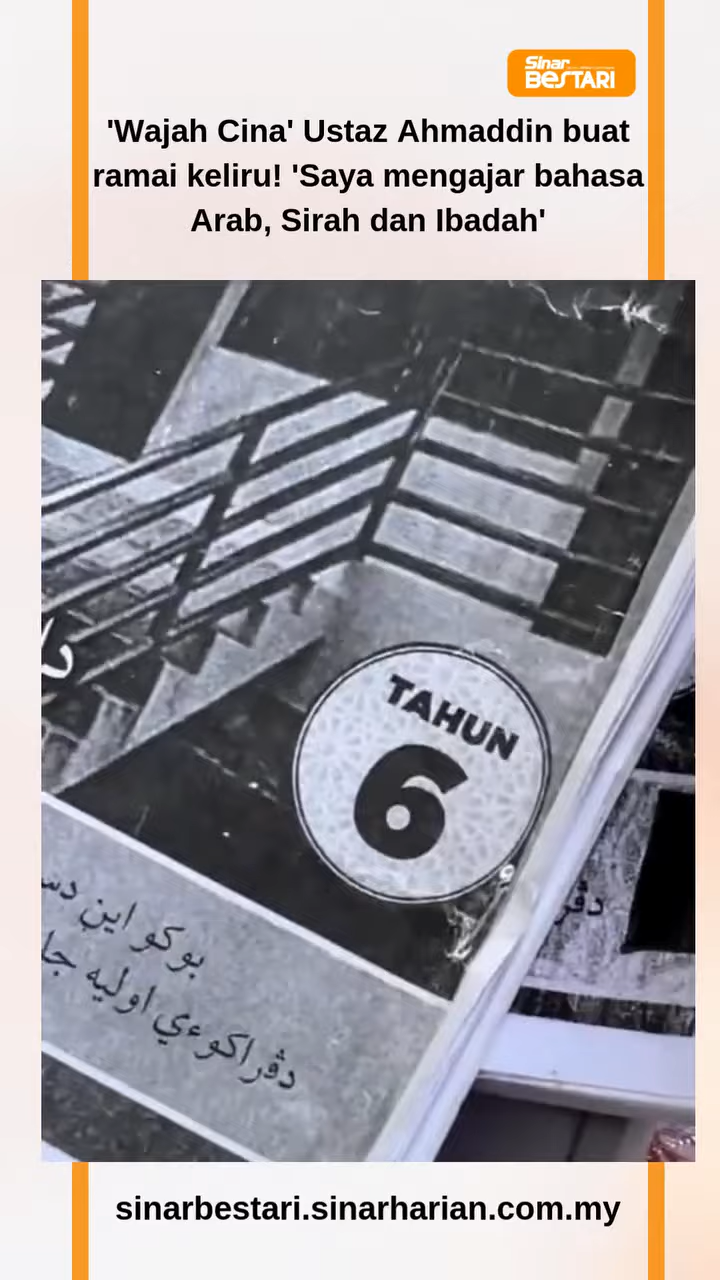 Sinar
BESTARI
'Wajah Cina' Ustaz Ahmaddin buat
ramai keliru! 'Saya mengajar bahasa
Arab, Sirah dan Ibadah'
TAHUN
6
بوكو اين
دڤراكوءي اوليه
sinarbestari.sinarharian.com.my